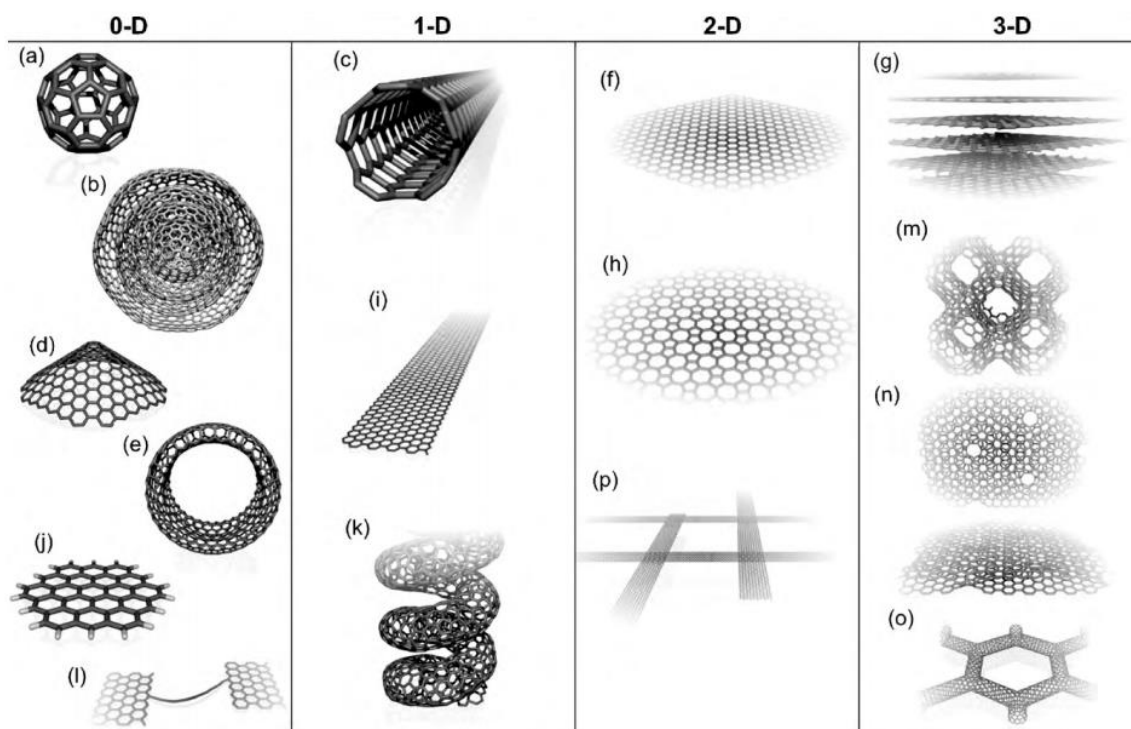 0-D 1-D 2-D 3-D
(a)
(b)
(d)
(e)
(j)
(l)
(c)
(i)
(k)
(f)
(h)
(p)
(g)
(m)
(n)
(o)